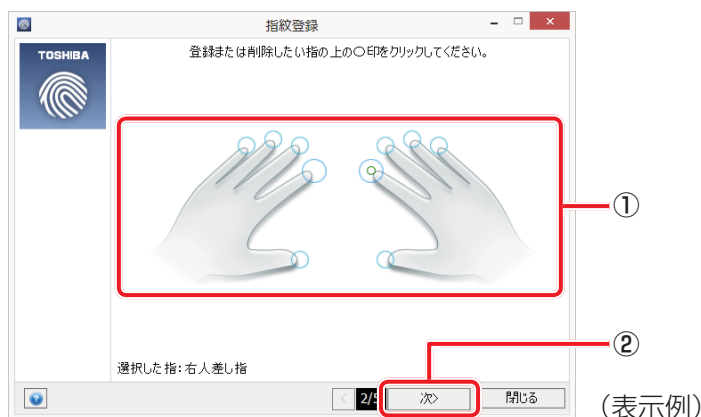 指紋登録
TOSHIBA
登録または削除したい指の上の○印をクリックしてください。
①
②
選択した指:右人差し指
< 2/5 次> 閉じる
(表示例)